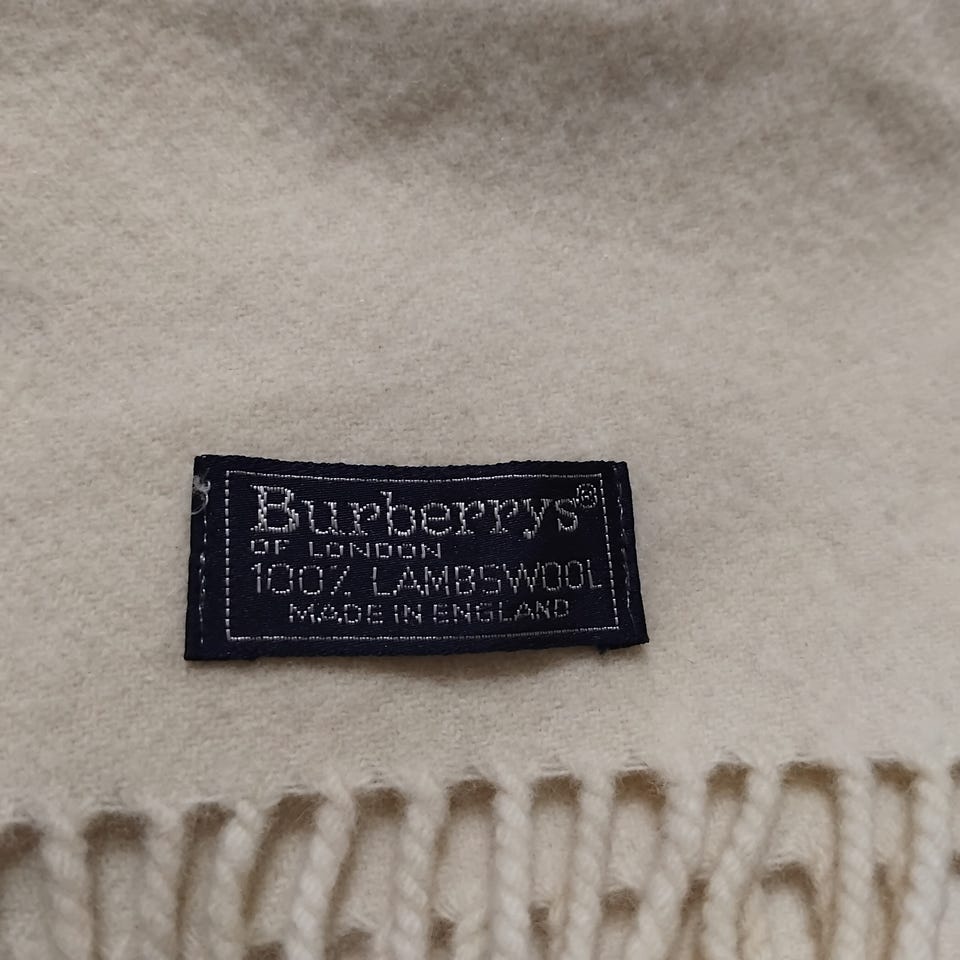 Burberrys®
OF LONDON
100% LAMBSWOOL
MADE IN ENGLAND